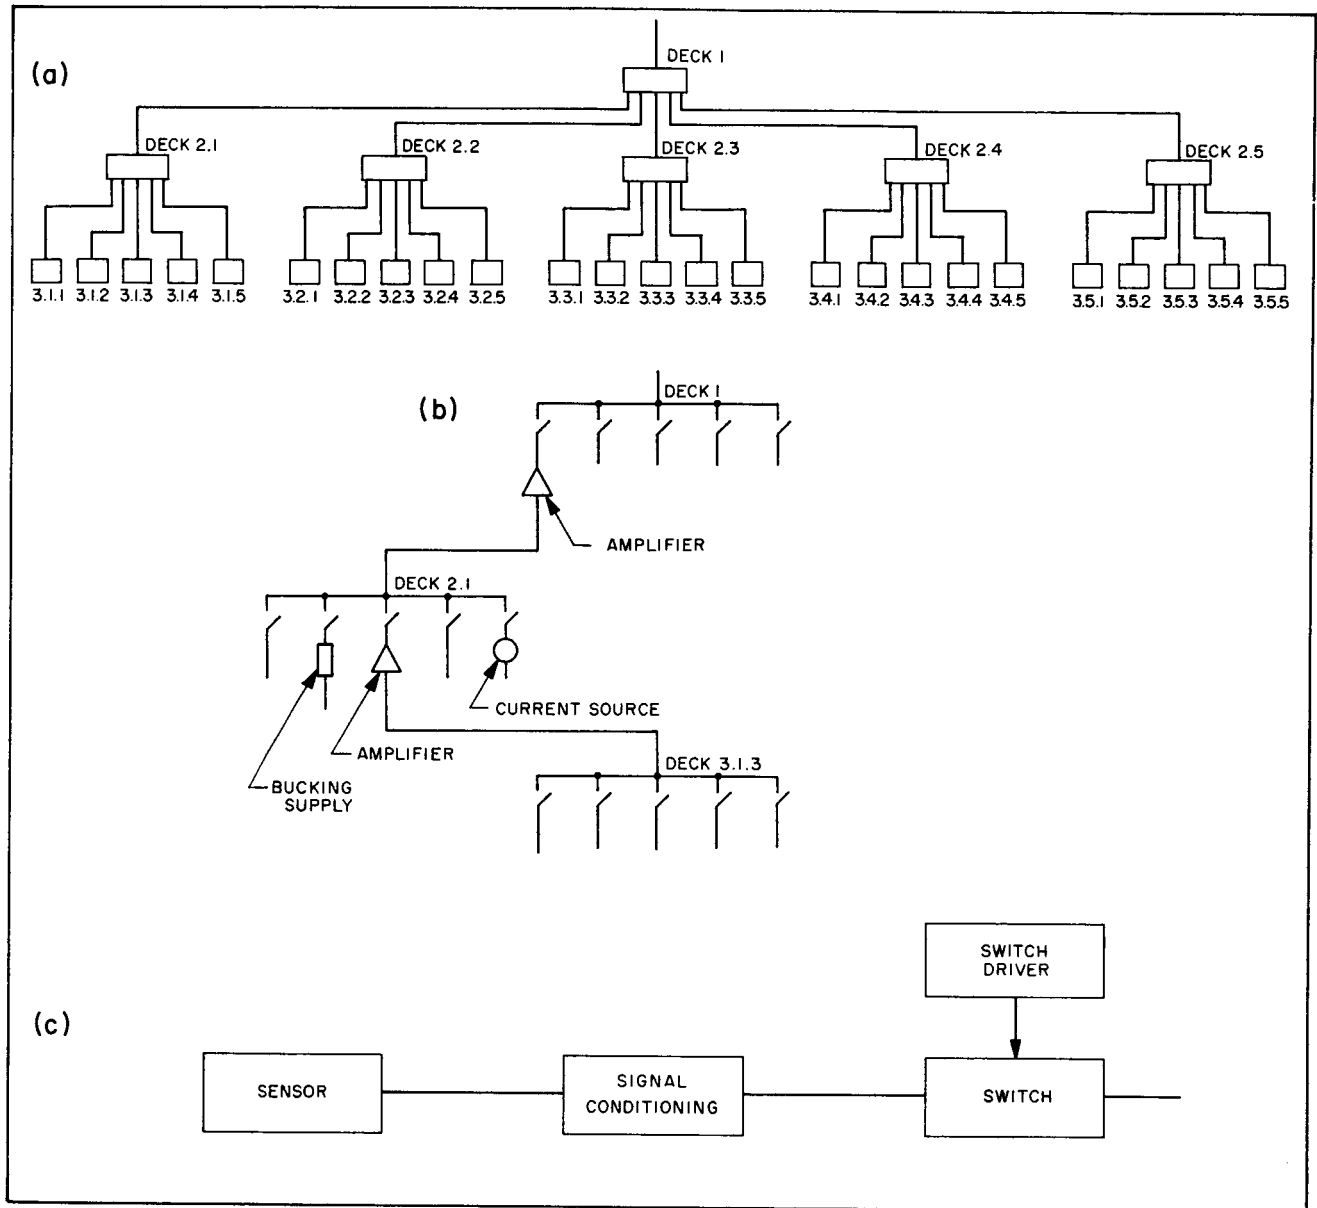 (a)
DECK 1
DECK 2.1
DECK 2.2
DECK 2.3
DECK 2.4
DECK 2.5
3.1.1 3.1.2 3.1.3 3.1.4 3.1.5
3.2.1 3.2.2 3.2.3 3.2.4 3.2.5
3.3.1 3.3.2 3.3.3 3.3.4 3.3.5
3.4.1 3.4.2 3.4.3 3.4.4 3.4.5
3.5.1 3.5.2 3.5.3 3.5.4 3.5.5
(b)
DECK 1
AMPLIFIER
DECK 2.1
CURRENT SOURCE
AMPLIFIER
DECK 3.1.3
BUCKING
SUPPLY
(c)
SWITCH
DRIVER
SENSOR
SIGNAL
CONDITIONING
SWITCH